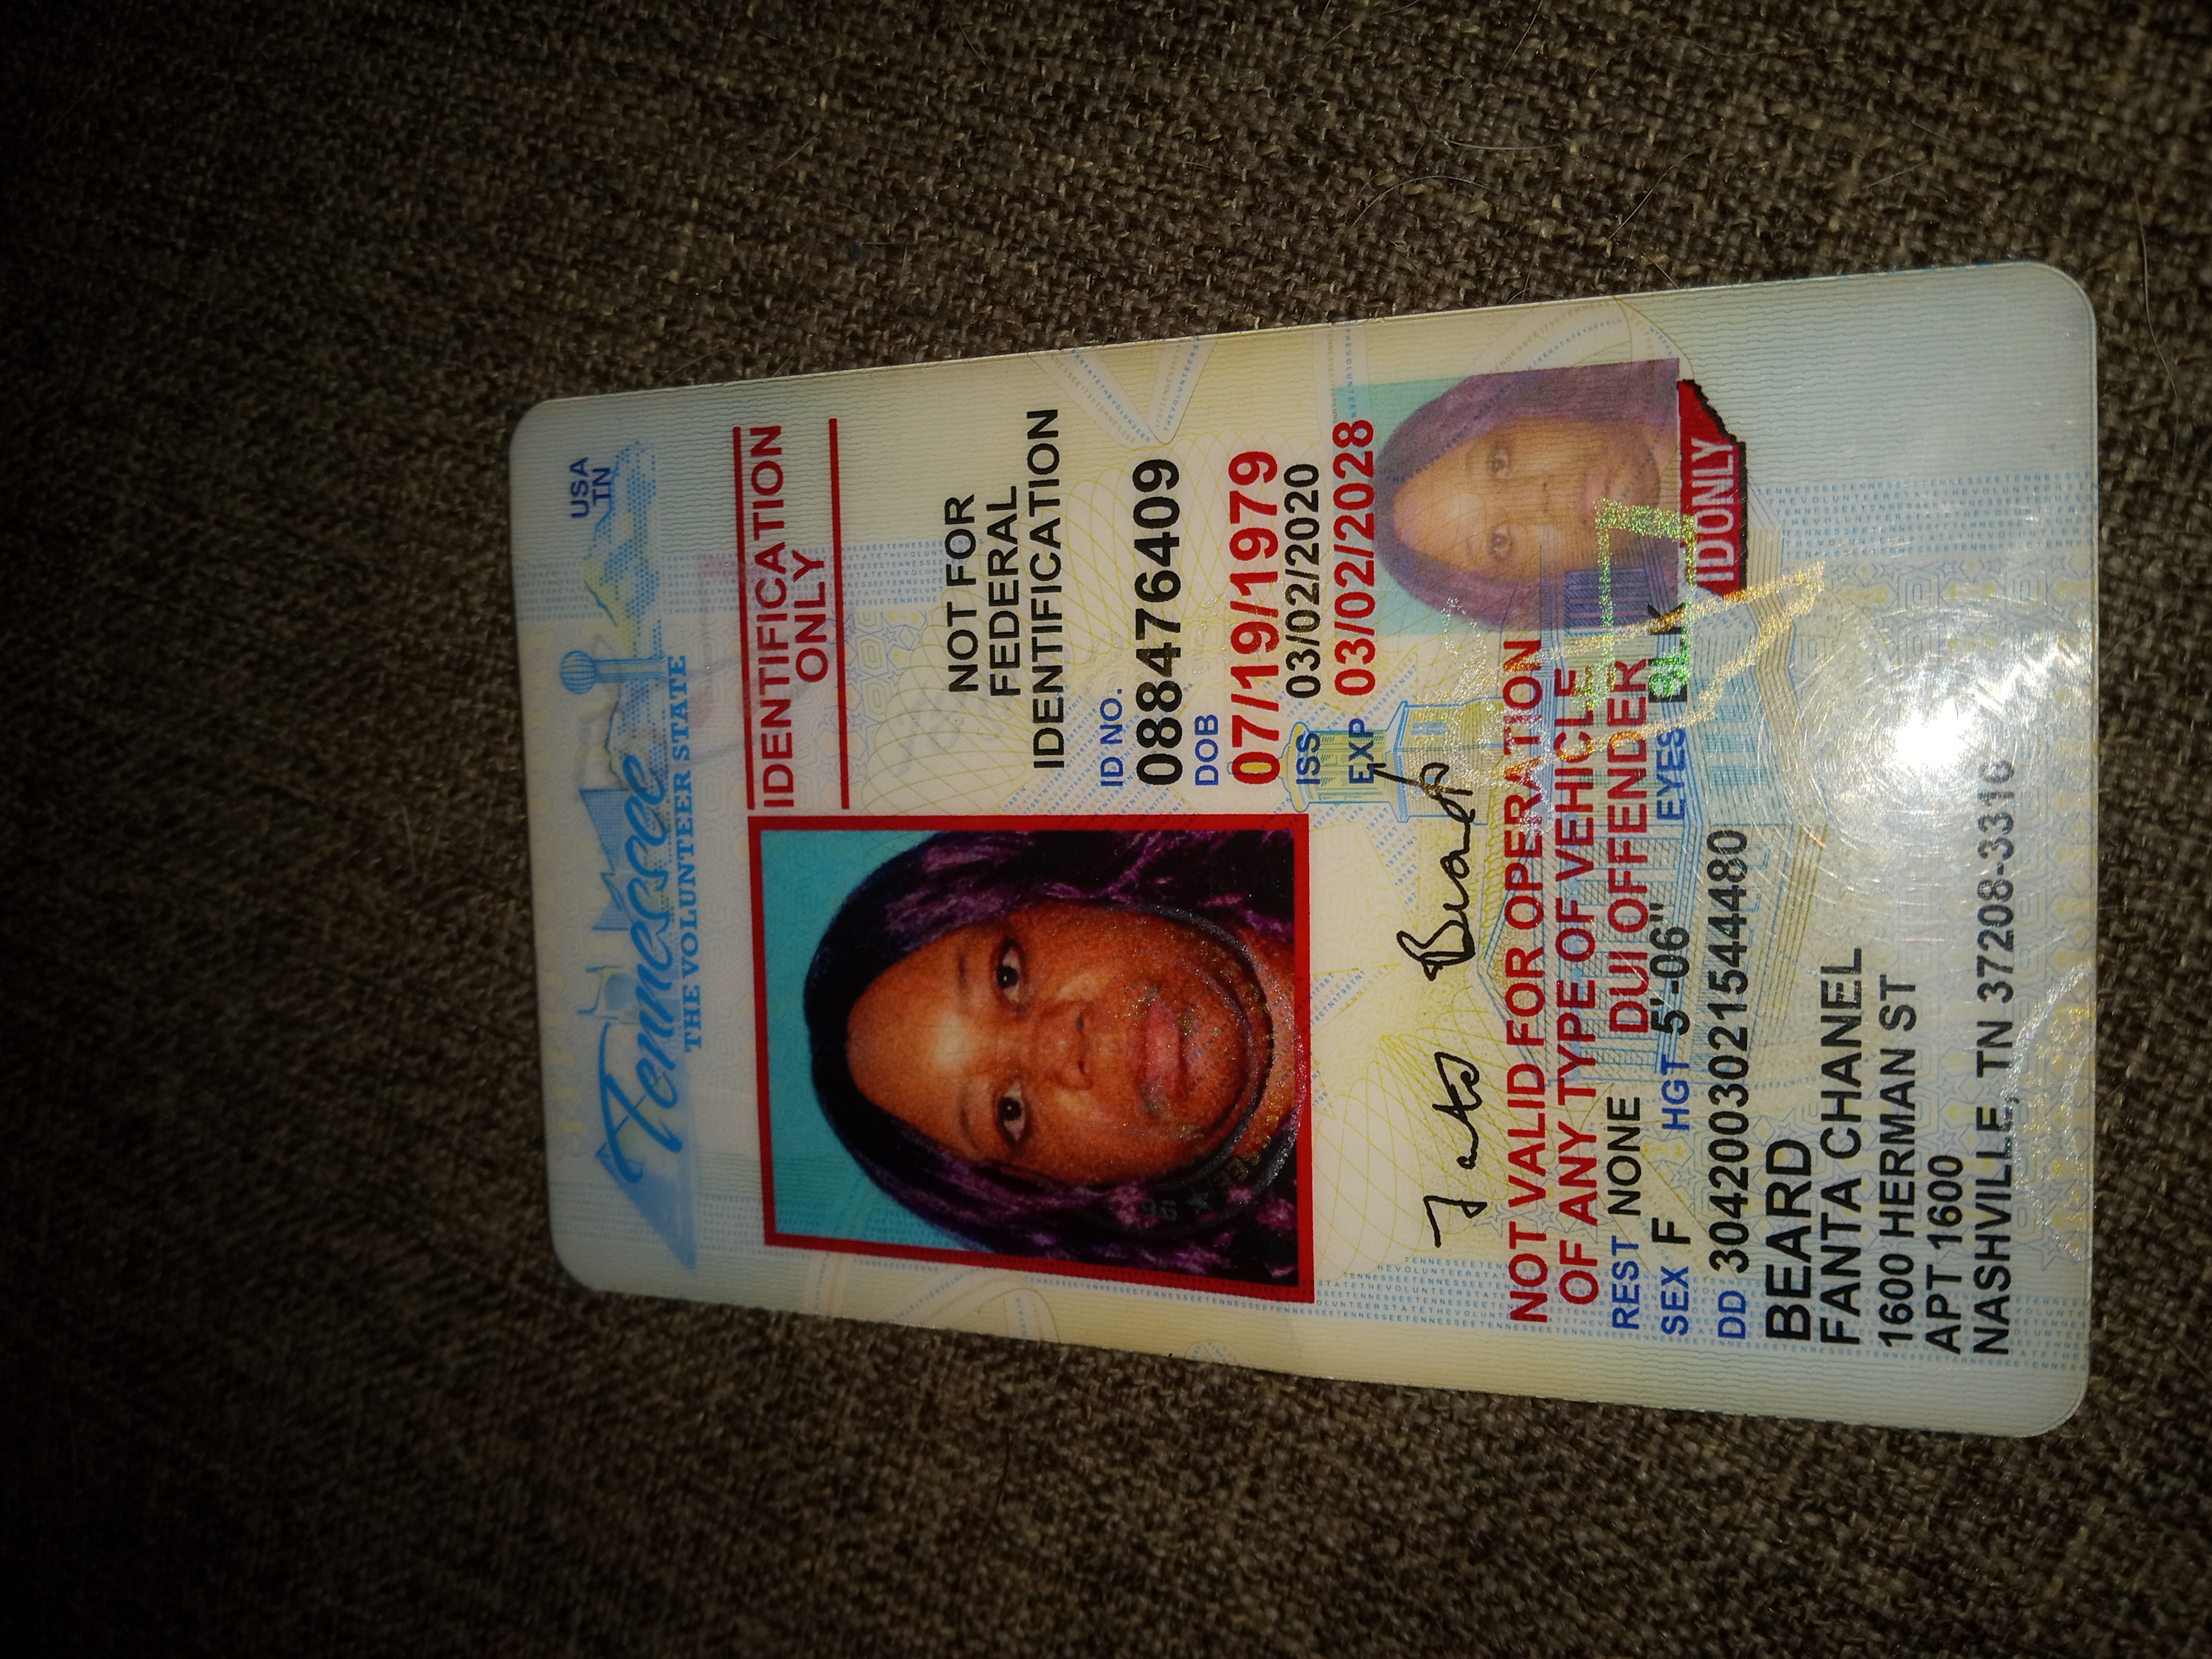 USA
TN
Tennessee
THE VOLUNTEER STATE
IDENTIFICATION
ONLY
NOT FOR
FEDERAL
IDENTIFICATION
ID NO.
088476409
DOB
07/19/1979
ISS 03/02/2020
EXP 03/02/2028
NOT VALID FOR OPERATION
OF ANY TYPE OF VEHICLE
REST NONE DUI OFFENDER
SEX F HGT 5'-06" EYES BLK
DD 3042003021544480
ID ONLY
BEARD
FANTA CHANEL
1600 HERMAN ST
APT 1600
NASHVILLE, TN